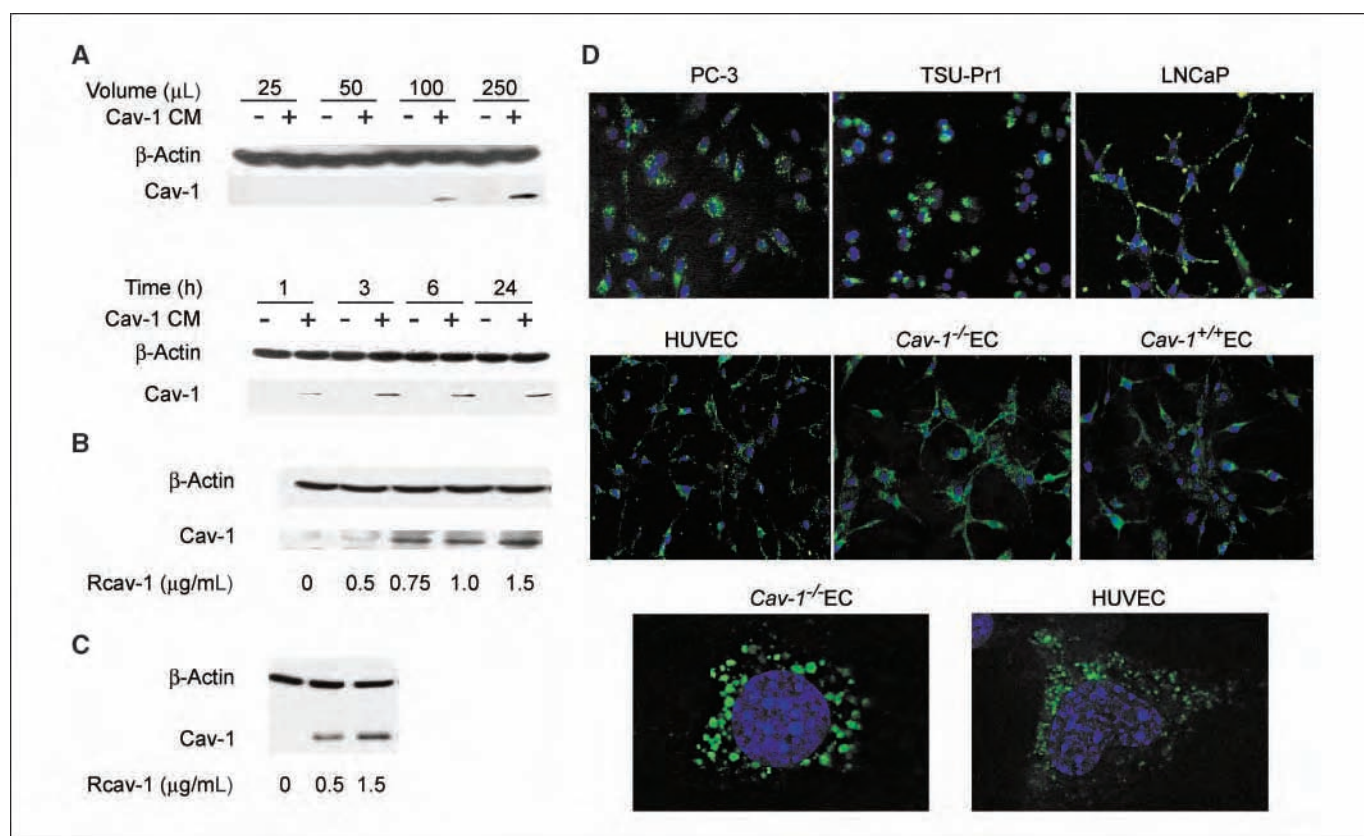 A
Volume (μL) 25 50 100 250
Cav-1 CM - + - + - + - +
β-Actin
Cav-1
Time (h) 1 3 6 24
Cav-1 CM - + - + - + - +
β-Actin
Cav-1
B
β-Actin
Cav-1
Rcav-1 (μg/mL) 0 0.5 0.75 1.0 1.5
C
β-Actin
Cav-1
Rcav-1 (μg/mL) 0 0.5 1.5
D
PC-3 TSU-Pr1 LNCaP
HUVEC Cav-1-/-EC Cav-1+/+EC
Cav-1-/-EC HUVEC